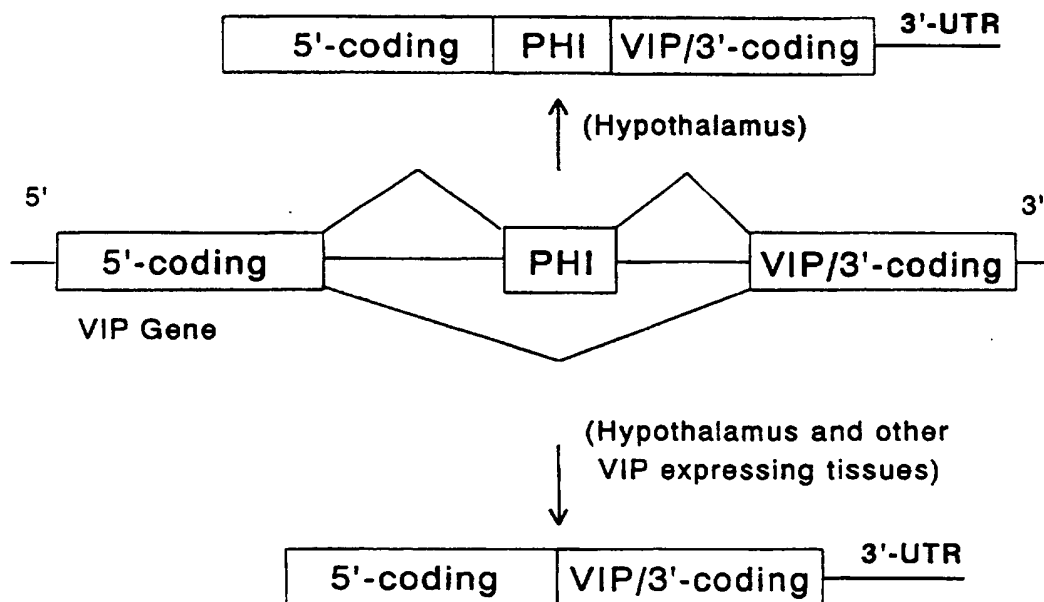 5'-coding PHI VIP/3'-coding 3'-UTR
(Hypothalamus)
5' 3'
5'-coding PHI VIP/3'-coding
VIP Gene
(Hypothalamus and other
VIP expressing tissues)
5'-coding VIP/3'-coding 3'-UTR